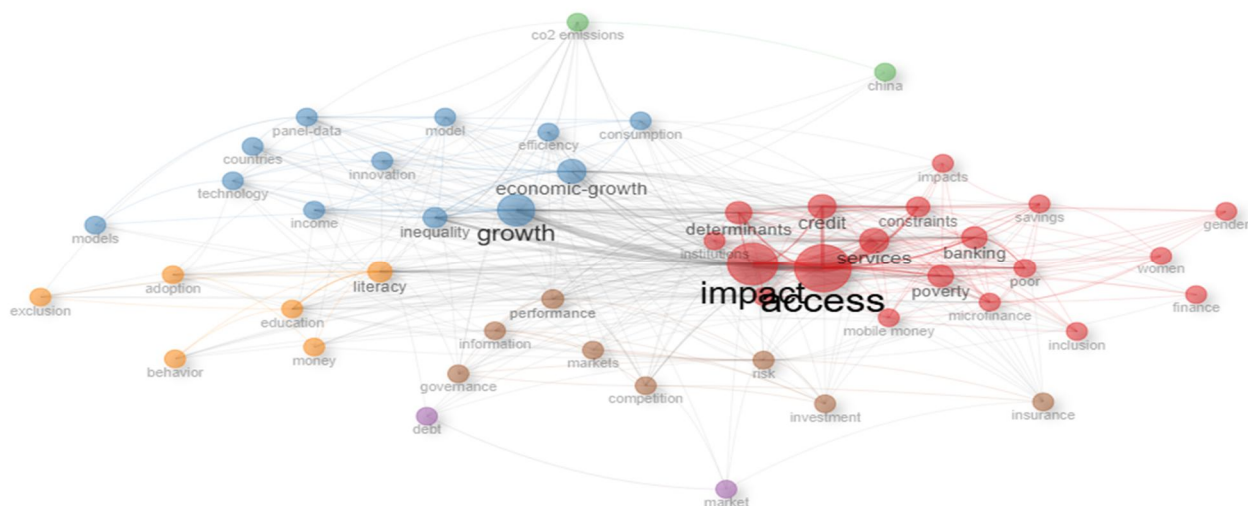 co2 emissions
china
panel-data
model
efficiency
consumption
countries
innovation
technology
economic-growth
impacts
models
income
inequality
growth
determinants
credit
constraints
savings
gender
institutions
services
banking
women
adoption
literacy
impact
access
poverty
poor
exclusion
education
performance
mobile money
microfinance
finance
behavior
money
information
markets
risk
inclusion
governance
competition
investment
insurance
debt
market